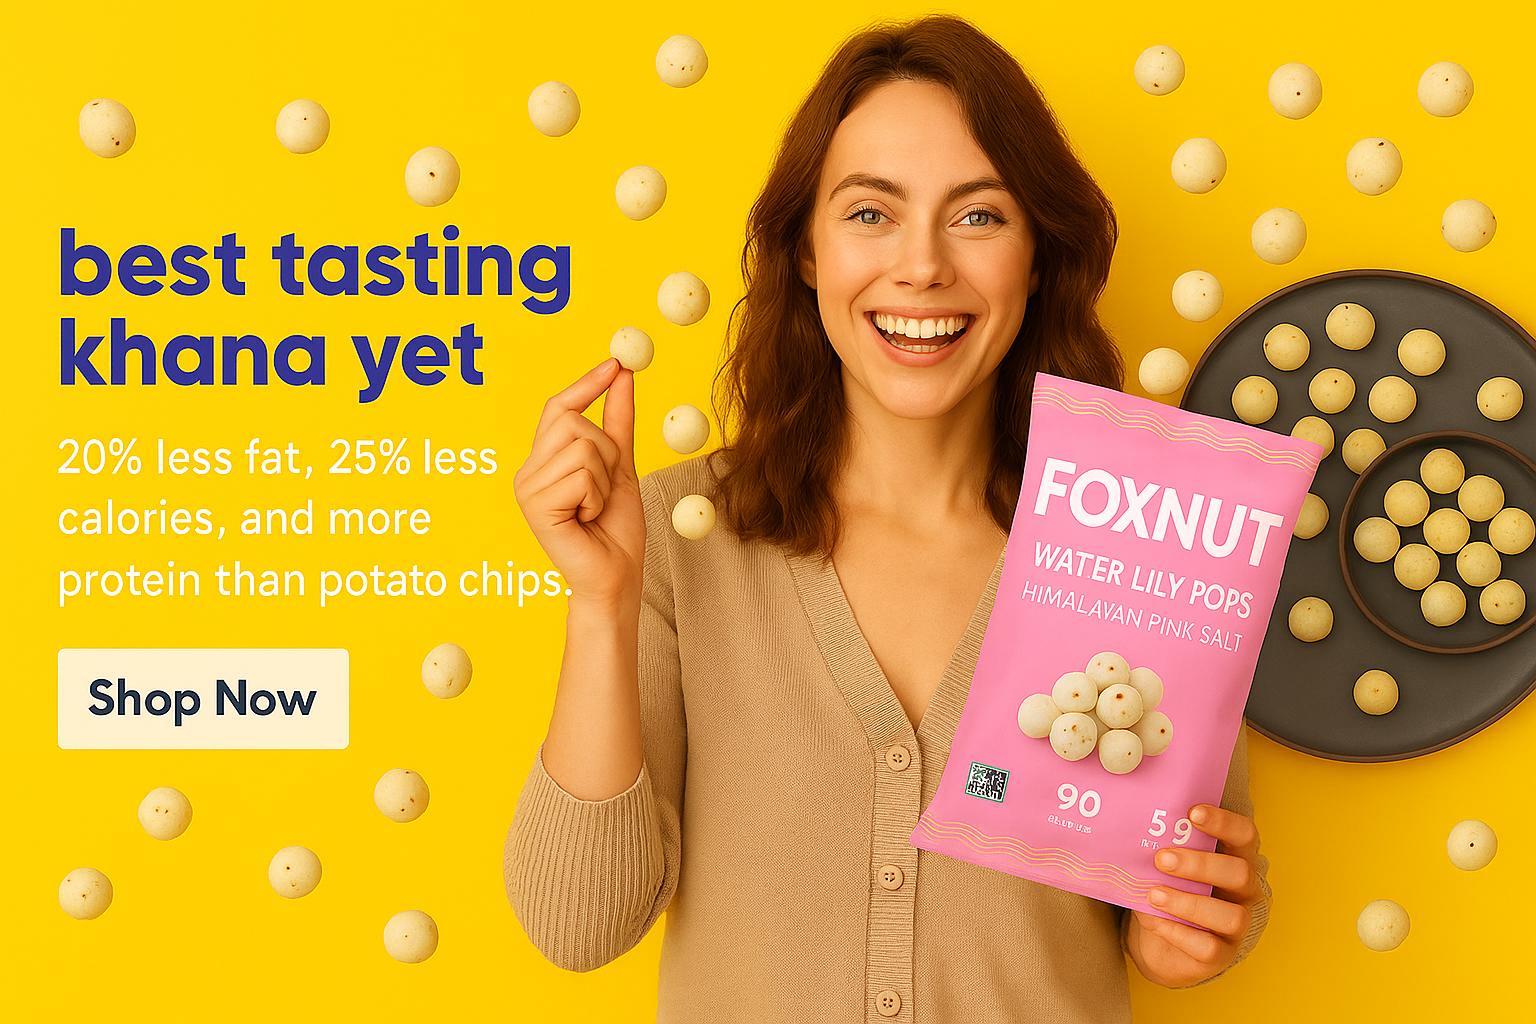 best tasting
khana yet
20% less fat, 25% less
calories, and more
protein than potato chips.
Shop Now
FOXNUT
WATER LILY POPS
HIMALAYAN PINK SALT
90
5 g